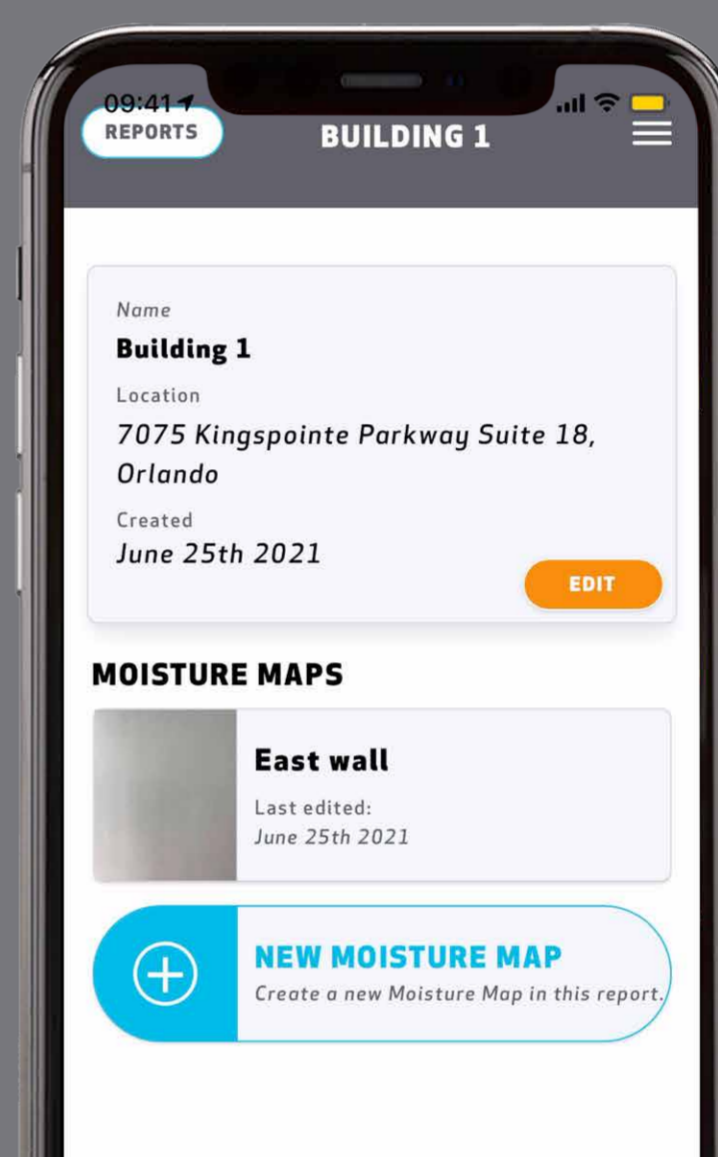 09:41
REPORTS
BUILDING 1
Name
Building 1
Location
7075 Kingspointe Parkway Suite 18,
Orlando
Created
June 25th 2021
EDIT
MOISTURE MAPS
East wall
Last edited:
June 25th 2021
NEW MOISTURE MAP
Create a new Moisture Map in this report.